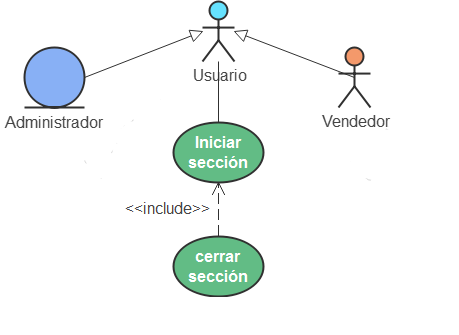 Usuario
Administrador
Vendedor
Iniciar
sección
<<include>>
cerrar
sección